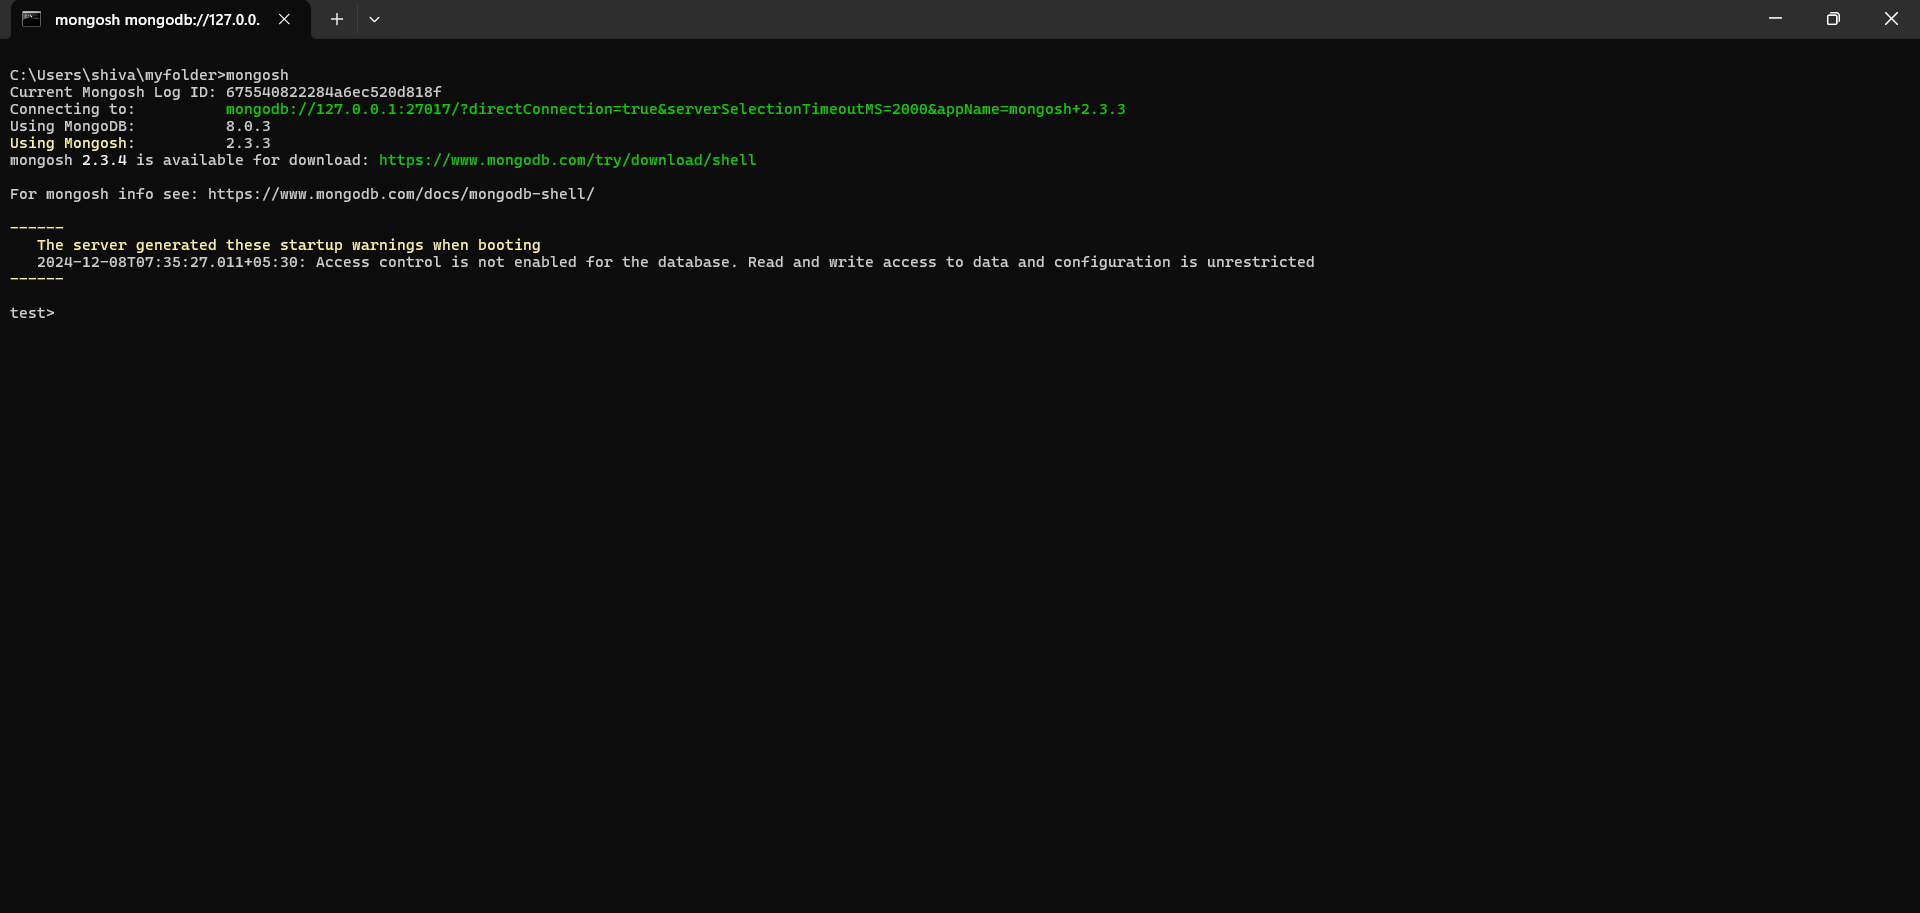 mongosh mongodb://127.0.0.
C:\Users\shiva\myfolder>mongosh
Current Mongosh Log ID: 675540822284a6ec520d818f
Connecting to:          mongodb://127.0.0.1:27017/?directConnection=true&serverSelectionTimeoutMS=2000&appName=mongosh+2.3.3
Using MongoDB:          8.0.3
Using Mongosh:          2.3.3
mongosh 2.3.4 is available for download: https://www.mongodb.com/try/download/shell
For mongosh info see: https://www.mongodb.com/docs/mongodb-shell/
------
   The server generated these startup warnings when booting
   2024-12-08T07:35:27.011+05:30: Access control is not enabled for the database. Read and write access to data and configuration is unrestricted
------
test>